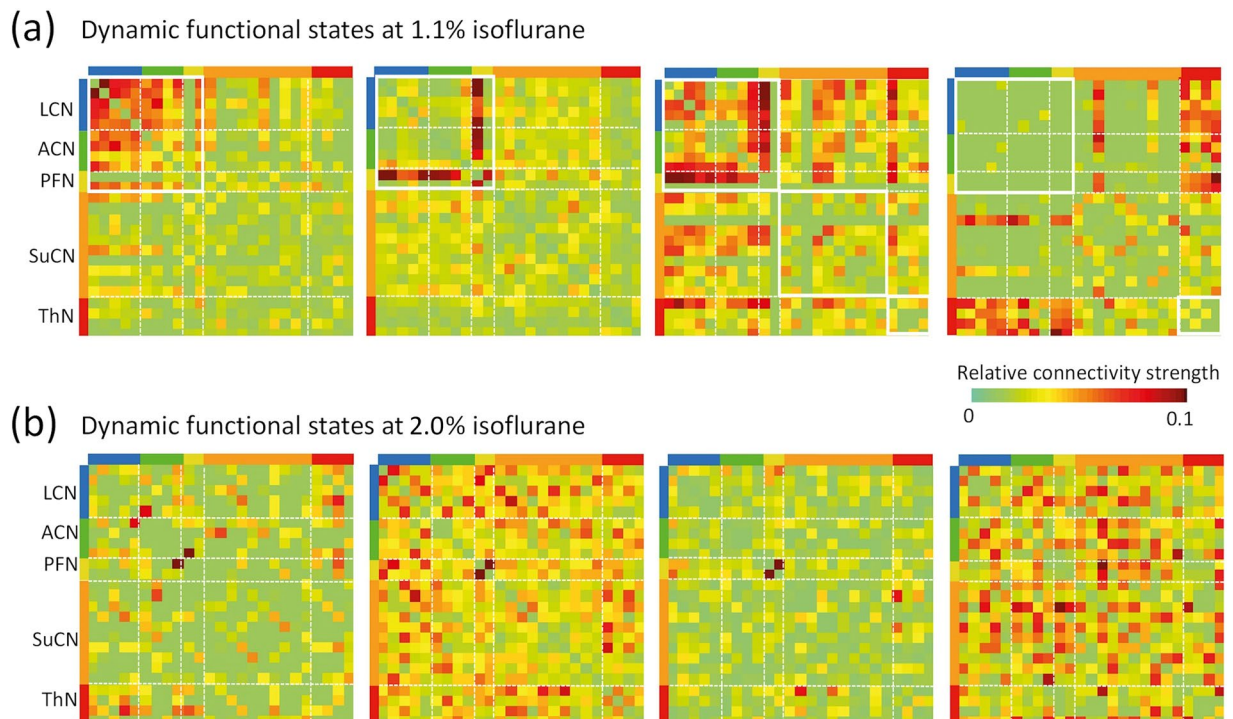 (a) Dynamic functional states at 1.1% isoflurane
LCN
ACN
PFN
SuCN
ThN
Relative connectivity strength
0 0.1
(b) Dynamic functional states at 2.0% isoflurane
LCN
ACN
PFN
SuCN
ThN